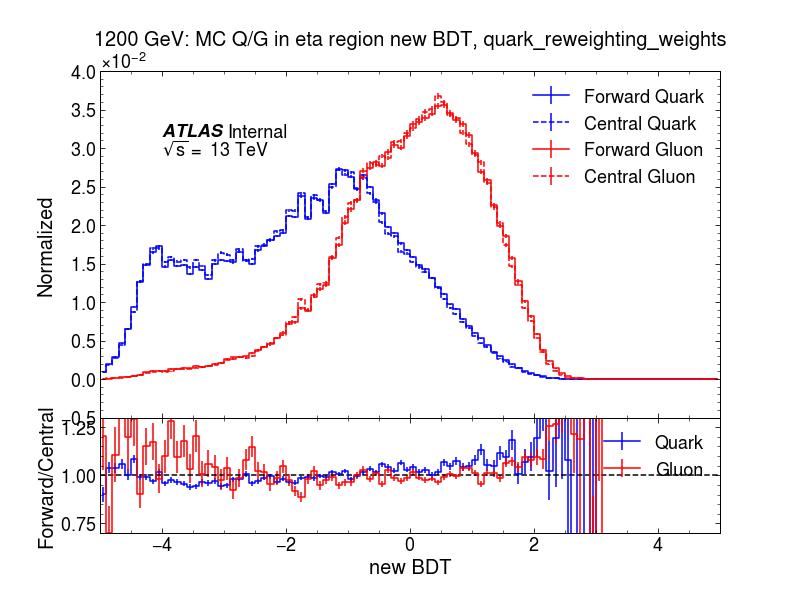 1200 GeV: MC Q/G in eta region new BDT, quark_reweighting_weights
×10⁻²
4.0
3.5
3.0
2.5
2.0
1.5
1.0
0.5
0.0
0.5
Normalized
ATLAS Internal
√s = 13 TeV
Forward Quark
Central Quark
Forward Gluon
Central Gluon
1.25
1.00
0.75
Forward/Central
Quark
Gluon
−4 −2 0 2 4
new BDT